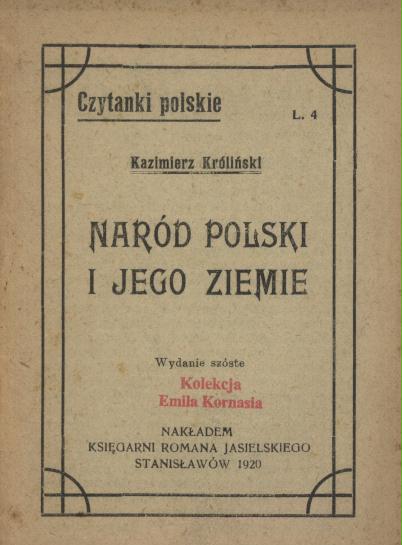 Czytanki polskie
L. 4
Kazimierz Króliński
NARÓD POLSKI
I JEGO ZIEMIE
Wydanie szóste
Kolekcja
Emila Kornasia
NAKŁADEM
KSIĘGARNI ROMANA JASIELSKIEGO
STANISŁAWÓW 1920